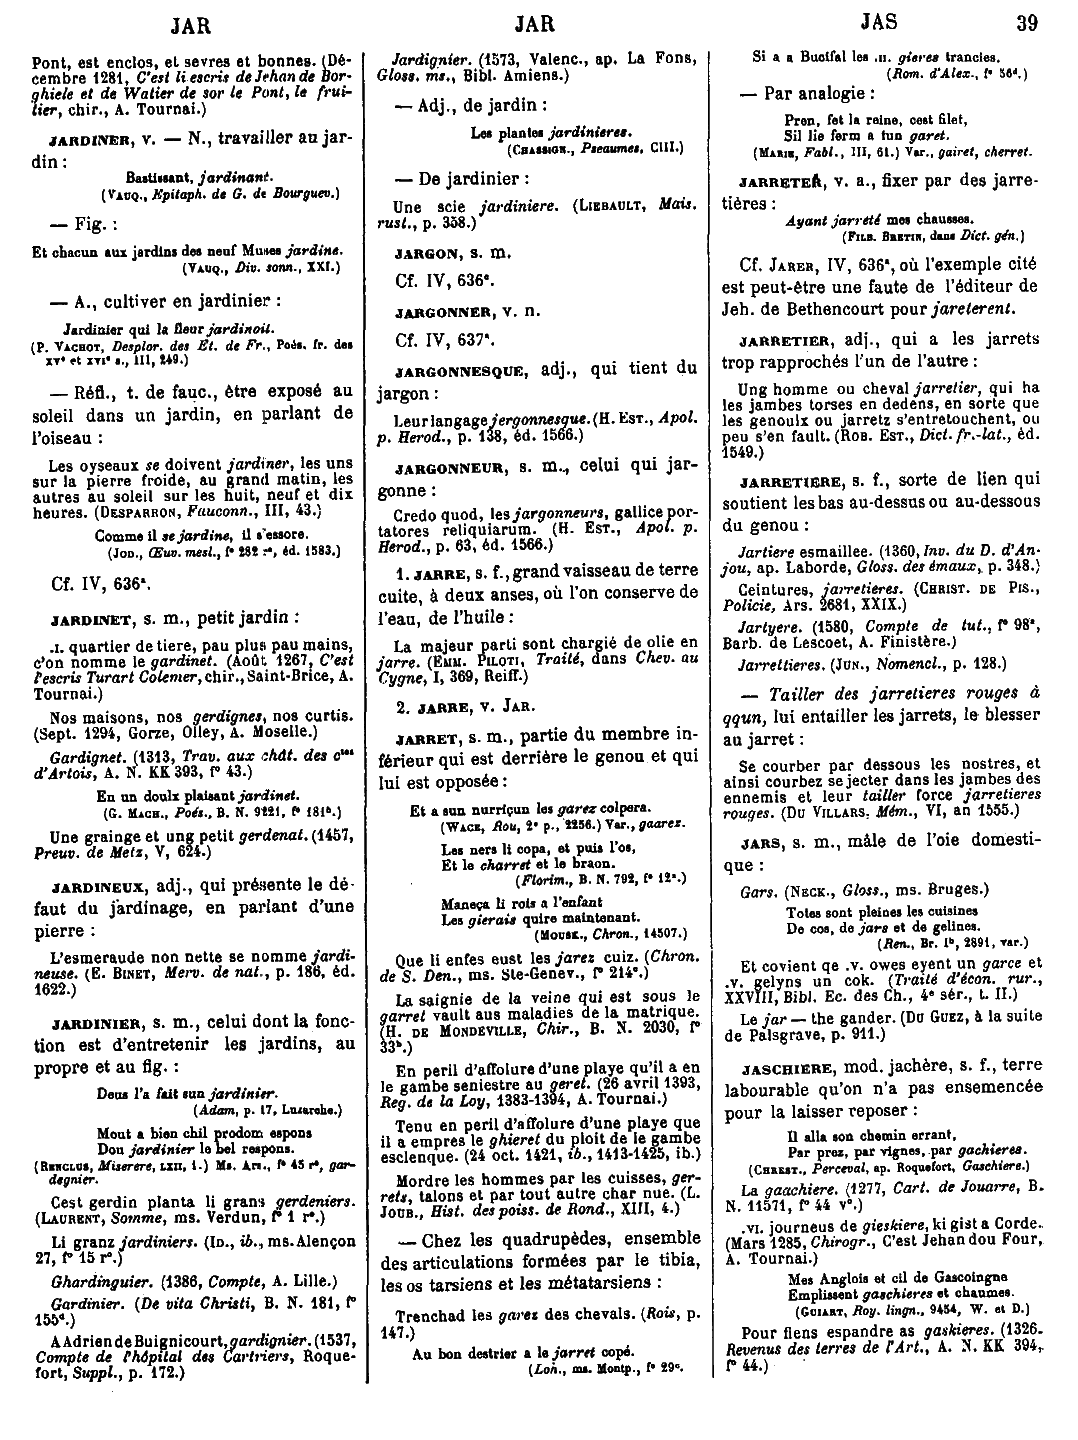 JAR
JAR
JAS
39
Pont, est enclos, et sevres et bonnes. (Dé-
cembre 1281, C'est li escris de Jehan de Bor-
ghiele et de Watier de sor le Pont, le frui-
tier, chir., A. Tournai.)
JARDINER, v. — N., travailler au jar-
din :
Bastissant, jardinant.
(VAUQ., Epitaph. de G. de Bourguev.)
— Fig. :
Et chacun aux jardins des neuf Muses jardine.
(VAUQ., Div. sonn., XXI.)
— A., cultiver en jardinier :
Jardinier qui la fleur jardinoit.
(P. VACHOT, Desplor. des Et. de Fr., Poés. fr. des
XVe et XVIe s., III, 249.)
— Réfl., t. de fauc., être exposé au
soleil dans un jardin, en parlant de
l'oiseau :
Les oyseaux se doivent jardiner, les uns
sur la pierre froide, au grand matin, les
autres au soleil sur les huit, neuf et dix
heures. (DESPARRON, Fauconn., III, 43.)
Comme il se jardine, il s'essore.
(JOD., Œuv. mesl., f° 282 r°, éd. 1583.)
Cf. IV, 636a.
JARDINET, s. m., petit jardin :
.I. quartier de tiere, pau plus pau mains,
c'on nomme le gardinet. (Août 1267, C'est
l'escris Turart Colemer, chir., Saint-Brice, A.
Tournai.)
Nos maisons, nos gerdignes, nos curtis.
(Sept. 1294, Gorze, Olley, A. Moselle.)
Gardignet. (1313, Trav. aux chât. des ctes
d'Artois, A. N. KK 393, f° 43.)
En un doulx plaisant jardinet.
(G. MACH., Poés., B. N. 9221, f° 181b.)
Une grainge et ung petit gerdenat. (1457,
Preuv. de Metz, V, 624.)
JARDINEUX, adj., qui présente le dé-
faut du jardinage, en parlant d'une
pierre :
L'esmeraude non nette se nomme jardi-
neuse. (E. BINET, Merv. de nat., p. 186, éd.
1622.)
JARDINIER, s. m., celui dont la fonc-
tion est d'entretenir les jardins, au
propre et au fig. :
Deus l'a fait sun jardinier.
(Adam, p. 17, Luzarche.)
Mout a bien chil prodom espons
Dou jardinier le bel respons.
(RENCLUS, Miserere, LXII, 1.) Ms. Ars., f° 45 r°, gar-
degnier.
Cest gerdin planta li grans gerdeniers.
(LAURENT, Somme, ms. Verdun, f° 1 r°.)
Li granz jardiniers. (ID., ib., ms. Alençon
27, f° 15 r°.)
Ghardinguier. (1386, Compte, A. Lille.)
Gardinier. (De vita Christi, B. N. 181, f°
155d.)
A Adrien de Buignicourt, gardignier. (1537,
Compte de l'hôpital des Cartriers, Roque-
fort, Suppl., p. 172.)
Jardignier. (1573, Valenc., ap. La Fons,
Gloss. ms., Bibl. Amiens.)
— Adj., de jardin :
Les plantes jardinieres.
(CHASSIGN., Pseaumes, CIII.)
— De jardinier :
Une scie jardiniere. (LIEBAULT, Mais.
rust., p. 358.)
JARGON, s. m.
Cf. IV, 636c.
JARGONNER, v. n.
Cf. IV, 637a.
JARGONNESQUE, adj., qui tient du
jargon :
Leur langage jergonnesque. (H. EST., Apol.
p. Herod., p. 138, éd. 1566.)
JARGONNEUR, s. m., celui qui jar-
gonne :
Credo quod, les jargonneurs, gallice por-
tatores reliquiarum. (H. EST., Apol. p.
Herod., p. 63, éd. 1566.)
1. JARRE, s. f., grand vaisseau de terre
cuite, à deux anses, où l'on conserve de
l'eau, de l'huile :
La majeur parti sont chargié de olie en
jarre. (EMM. PILOTI, Traité, dans Chev. au
Cygne, I, 369, Reiff.)
2. JARRE, v. JAR.
JARRET, s. m., partie du membre in-
férieur qui est derrière le genou et qui
lui est opposée :
Et a sun nurriçun les garez colpera.
(WACE, Rou, 2e p., 2256.) Var., gaarez.
Les ners li copa, et puis l'os,
Et le charret et le braon.
(Florim., B. N. 792, f° 12c.)
Maneça li rois a l'enfant
Les gierais quire maintenant.
(MOUSK., Chron., 14507.)
Que li enfes eust les jarez cuiz. (Chron.
de S. Den., ms. Ste-Genev., f° 214c.)
La saignie de la veine qui est sous le
garret vault aus maladies de la matrique.
(H. DE MONDEVILLE, Chir., B. N. 2030, f°
33b.)
En peril d'affolure d'une playe qu'il a en
le gambe seniestre au geret. (26 avril 1393,
Reg. de la Loy, 1383-1394, A. Tournai.)
Tenu en peril d'affolure d'une playe que
il a empres le ghieret du ploit de le gambe
esclenque. (24 oct. 1421, ib., 1413-1425, ib.)
Mordre les hommes par les cuisses, ger-
rets, talons et par tout autre char nue. (L.
JOUB., Hist. des poiss. de Rond., XIII, 4.)
— Chez les quadrupèdes, ensemble
des articulations formées par le tibia,
les os tarsiens et les métatarsiens :
Trenchad les garez des chevals. (Rois, p.
147.)
Au bon destrier a le jarret copé.
(Loh., ms. Montp., f° 29c.
Si a a Bucifal les .II. gieres trancies.
(Rom. d'Alex., f° 56d.)
— Par analogie :
Pren, fet la reine, cest filet,
Sil lie ferm a tun garet.
(MARIE, Fabl., III, 61.) Var., gairet, cherret.
JARRETER, v. a., fixer par des jarre-
tières :
Ayant jarreté mes chausses.
(FILB. BRETIN, dans Dict. gén.)
Cf. JARER, IV, 636a, où l'exemple cité
est peut-être une faute de l'éditeur de
Jeh. de Bethencourt pour jareterent.
JARRETIER, adj., qui a les jarrets
trop rapprochés l'un de l'autre :
Ung homme ou cheval jarretier, qui ha
les jambes torses en dedens, en sorte que
les genouix ou jarretz s'entretouchent, ou
peu s'en fault. (ROB. EST., Dict. fr.-lat., éd.
1549.)
JARRETIERE, s. f., sorte de lien qui
soutient les bas au-dessus ou au-dessous
du genou :
Jartiere esmaillee. (1360, Inv. du D. d'An-
jou, ap. Laborde, Gloss. des émaux, p. 348.)
Ceintures, jarretieres. (CHRIST. DE PIS.,
Policie, Ars. 2681, XXIX.)
Jartyere. (1580, Compte de tut., f° 98a,
Barb. de Lescoet, A. Finistère.)
Jarrettieres. (JUN., Nomencl., p. 128.)
— Tailler des jarretieres rouges à
qqun, lui entailler les jarrets, le blesser
au jarret :
Se courber par dessous les nostres, et
ainsi courbez se jecter dans les jambes des
ennemis et leur tailler force jarretieres
rouges. (DU VILLARS, Mém., VI, an 1555.)
JARS, s. m., mâle de l'oie domesti-
que :
Gars. (NECK., Gloss., ms. Bruges.)
Totes sont pleines les cuisines
De cos, de jars et de gelines.
(Ren., Br. Ib, 2891, var.)
Et covient qe .v. owes eyent un garce et
.v. gelyns un cok. (Traité d'écon. rur.,
XXVIII, Bibl. Ec. des Ch., 4e sér., t. II.)
Le jar — the gander. (DU GUEZ, à la suite
de Palsgrave, p. 911.)
JASCHIERE, mod. jachère, s. f., terre
labourable qu'on n'a pas ensemencée
pour la laisser reposer :
Il alla son chemin errant,
Par prez, par vignes, par gachieres.
(CHREST., Perceval, ap. Roquefort, Gaschiere.)
La gaachiere. (1277, Cart. de Jouarre, B.
N. 11571, f° 44 v°.)
.VI. journeus de gieskiere, ki gist a Corde.
(Mars 1285, Chirogr., C'est Jehan dou Four,
A. Tournai.)
Mes Anglois et cil de Gascoingne
Emplissent gaschieres et chaumes.
(GUIART, Roy. lingn., 9454, W. et D.)
Pour fiens espandre as gaskieres. (1326.
Revenus des terres de l'Art., A. N. KK 394,
f° 44.)